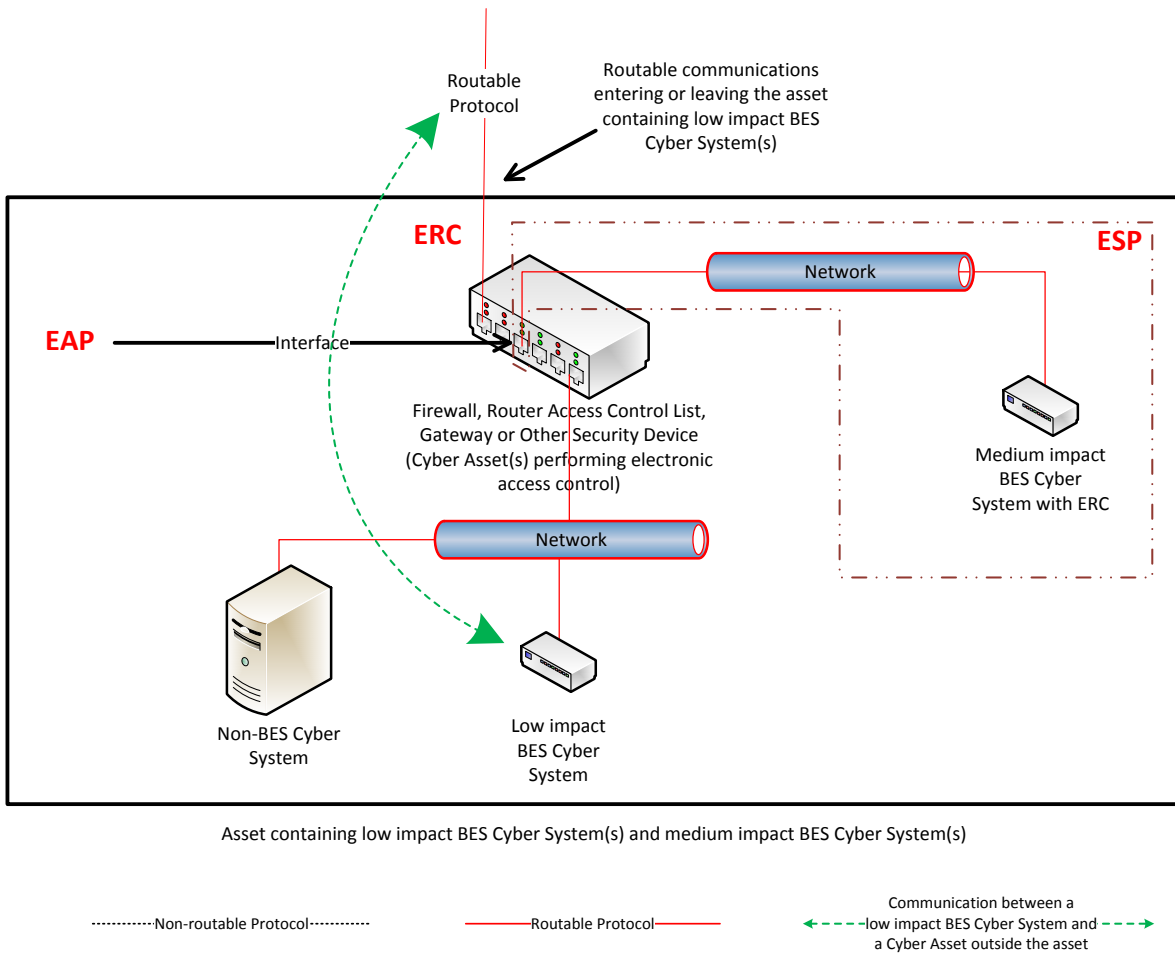 Routable
Protocol
Routable communications
entering or leaving the asset
containing low impact BES
Cyber System(s)
ERC
ESP
Network
EAP
Interface
Firewall, Router Access Control List,
Gateway or Other Security Device
(Cyber Asset(s) performing electronic
access control)
Medium impact
BES Cyber
System with ERC
Network
Non-BES Cyber
System
Low impact
BES Cyber
System
Asset containing low impact BES Cyber System(s) and medium impact BES Cyber System(s)
Non-routable Protocol
Routable Protocol
Communication between a
low impact BES Cyber System and
a Cyber Asset outside the asset